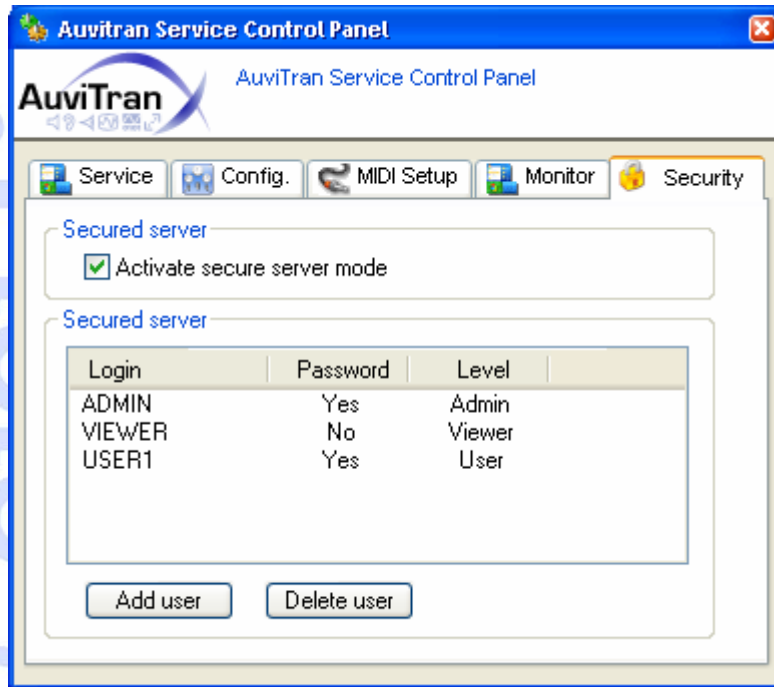 Auvitran Service Control Panel
AuviTran
AuviTran Service Control Panel
Service Config. MIDI Setup Monitor Security
Secured server
Activate secure server mode
Secured server
Login Password Level
ADMIN Yes Admin
VIEWER No Viewer
USER1 Yes User
Add user Delete user